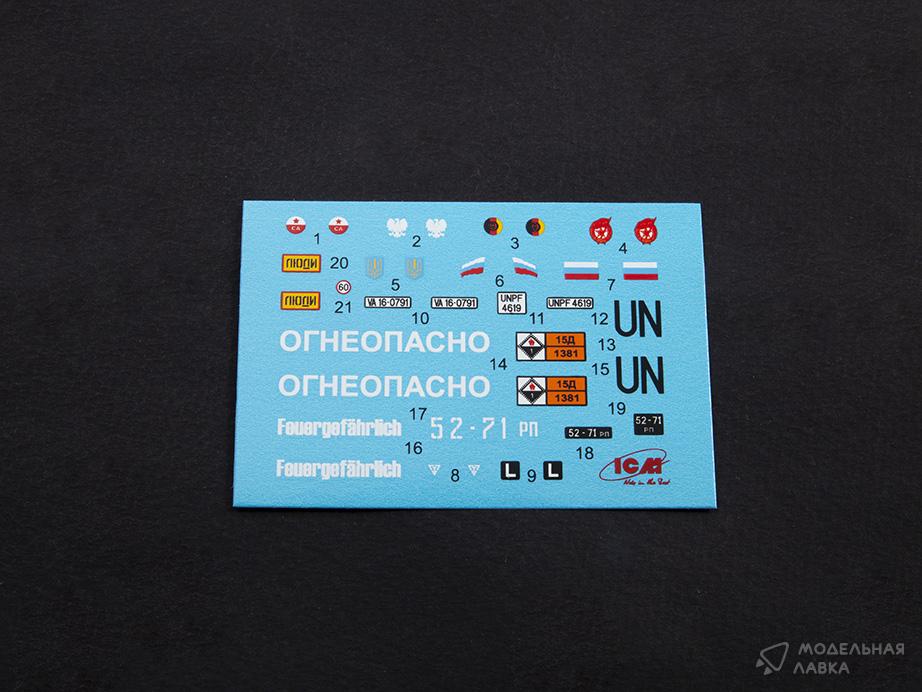 СА СА
1 2 3 4
ЛЮДИ 20
5 6 7
ЛЮДИ 60 21
VA 16-0791 VA 16-0791
10
UNPF
4619
11
UNPF 4619
12
UN
13
ОГНЕОПАСНО
14
1
15Д
1381
15
UN
ОГНЕОПАСНО
1
15Д
1381
17
19
Feuergefährlich
52-71 РП
52-71 РП
52-71
РП
16
18
Feuergefährlich
8
L 9 L
ICM
МОДЕЛЬНАЯ
ЛАВКА